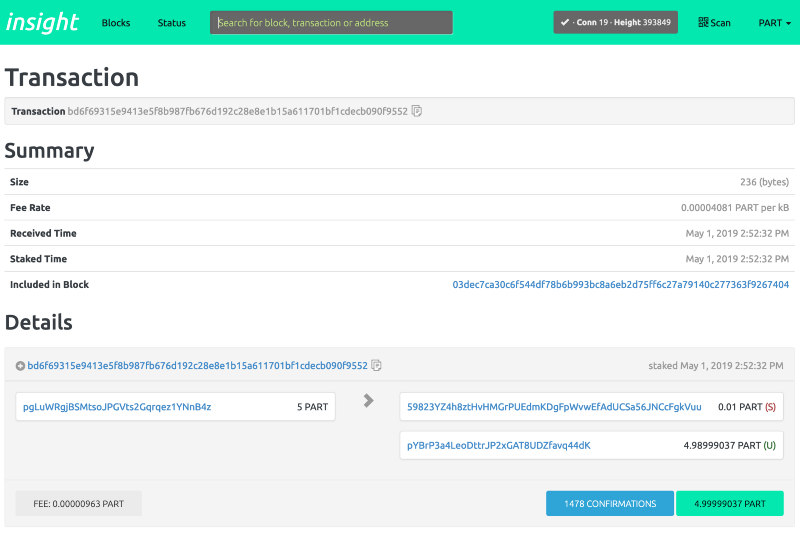 insight Blocks Status Search for block, transaction or address · Conn 19 · Height 393849 Scan PART
Transaction
Transaction bd6f69315e9413e5f8b987fb676d192c28e8e1b15a611701bf1cdecb090f9552
Summary
Size 236 (bytes)
Fee Rate 0.00004081 PART per kB
Received Time May 1, 2019 2:52:32 PM
Staked Time May 1, 2019 2:52:32 PM
Included in Block 03dec7ca30c6f544df78b6b993bc8a6eb2d75ff6c27a79140c277363f9267404
Details
bd6f69315e9413e5f8b987fb676d192c28e8e1b15a611701bf1cdecb090f9552 staked May 1, 2019 2:52:32 PM
pgLuWRgjBSMtsoJPGVts2Gqrqez1YNnB4z 5 PART
59823YZ4h8ztHvHMGrPUEdmKDgFpWvwEfAdUCSa56JNCcFgkVuu 0.01 PART (S)
pYBrP3a4LeoDttrJP2xGAT8UDZfavq44dK 4.98999037 PART (U)
FEE: 0.00000963 PART 1478 CONFIRMATIONS 4.99999037 PART